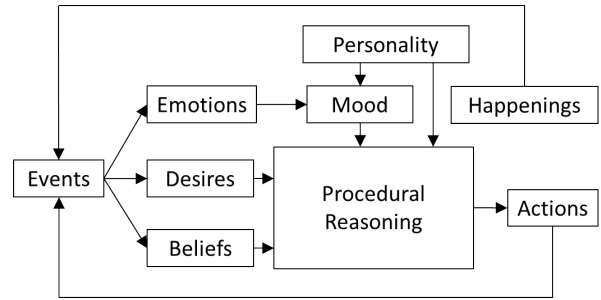 Personality
Emotions
Mood
Happenings
Events
Desires
Procedural
Reasoning
Actions
Beliefs